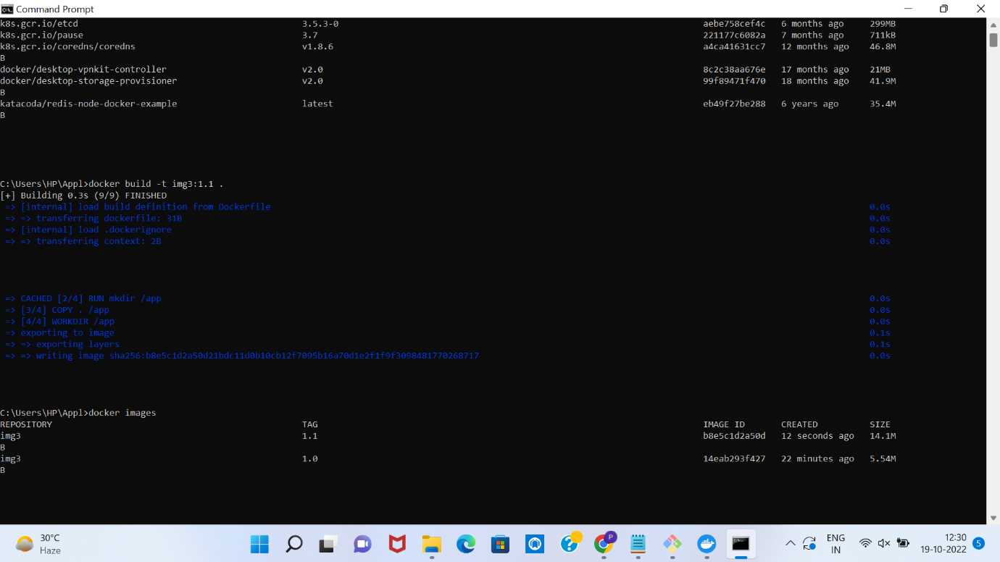 Command Prompt
k8s.gcr.io/etcd 3.5.3-0 aebe758cef4c 6 months ago 299MB
k8s.gcr.io/pause 3.7 221177c6082a 7 months ago 711kB
k8s.gcr.io/coredns/coredns v1.8.6 a4ca41631cc7 12 months ago 46.8M
B
docker/desktop-vpnkit-controller v2.0 8c2c38aa676e 17 months ago 21MB
docker/desktop-storage-provisioner v2.0 99f89471f470 18 months ago 41.9M
B
katacoda/redis-node-docker-example latest eb49f27be288 6 years ago 35.4M
B
C:\Users\HP\Appl>docker build -t img3:1.1 .
[+] Building 0.3s (9/9) FINISHED
=> [internal] load build definition from Dockerfile 0.0s
=> => transferring dockerfile: 31B 0.0s
=> [internal] load .dockerignore 0.0s
=> => transferring context: 2B 0.0s
=> CACHED [2/4] RUN mkdir /app 0.0s
=> [3/4] COPY . /app 0.0s
=> [4/4] WORKDIR /app 0.0s
=> exporting to image 0.1s
=> => exporting layers 0.1s
=> => writing image sha256:b8e5c1d2a50d21bdc11d0b10cb12f7095b16a70d1e2f1f9f3098481770268717 0.0s
C:\Users\HP\Appl>docker images
REPOSITORY TAG IMAGE ID CREATED SIZE
img3 1.1 b8e5c1d2a50d 12 seconds ago 14.1M
B
img3 1.0 14eab293f427 22 minutes ago 5.54M
B
30°C
Haze
P
ENG
IN
12:30
19-10-2022
5